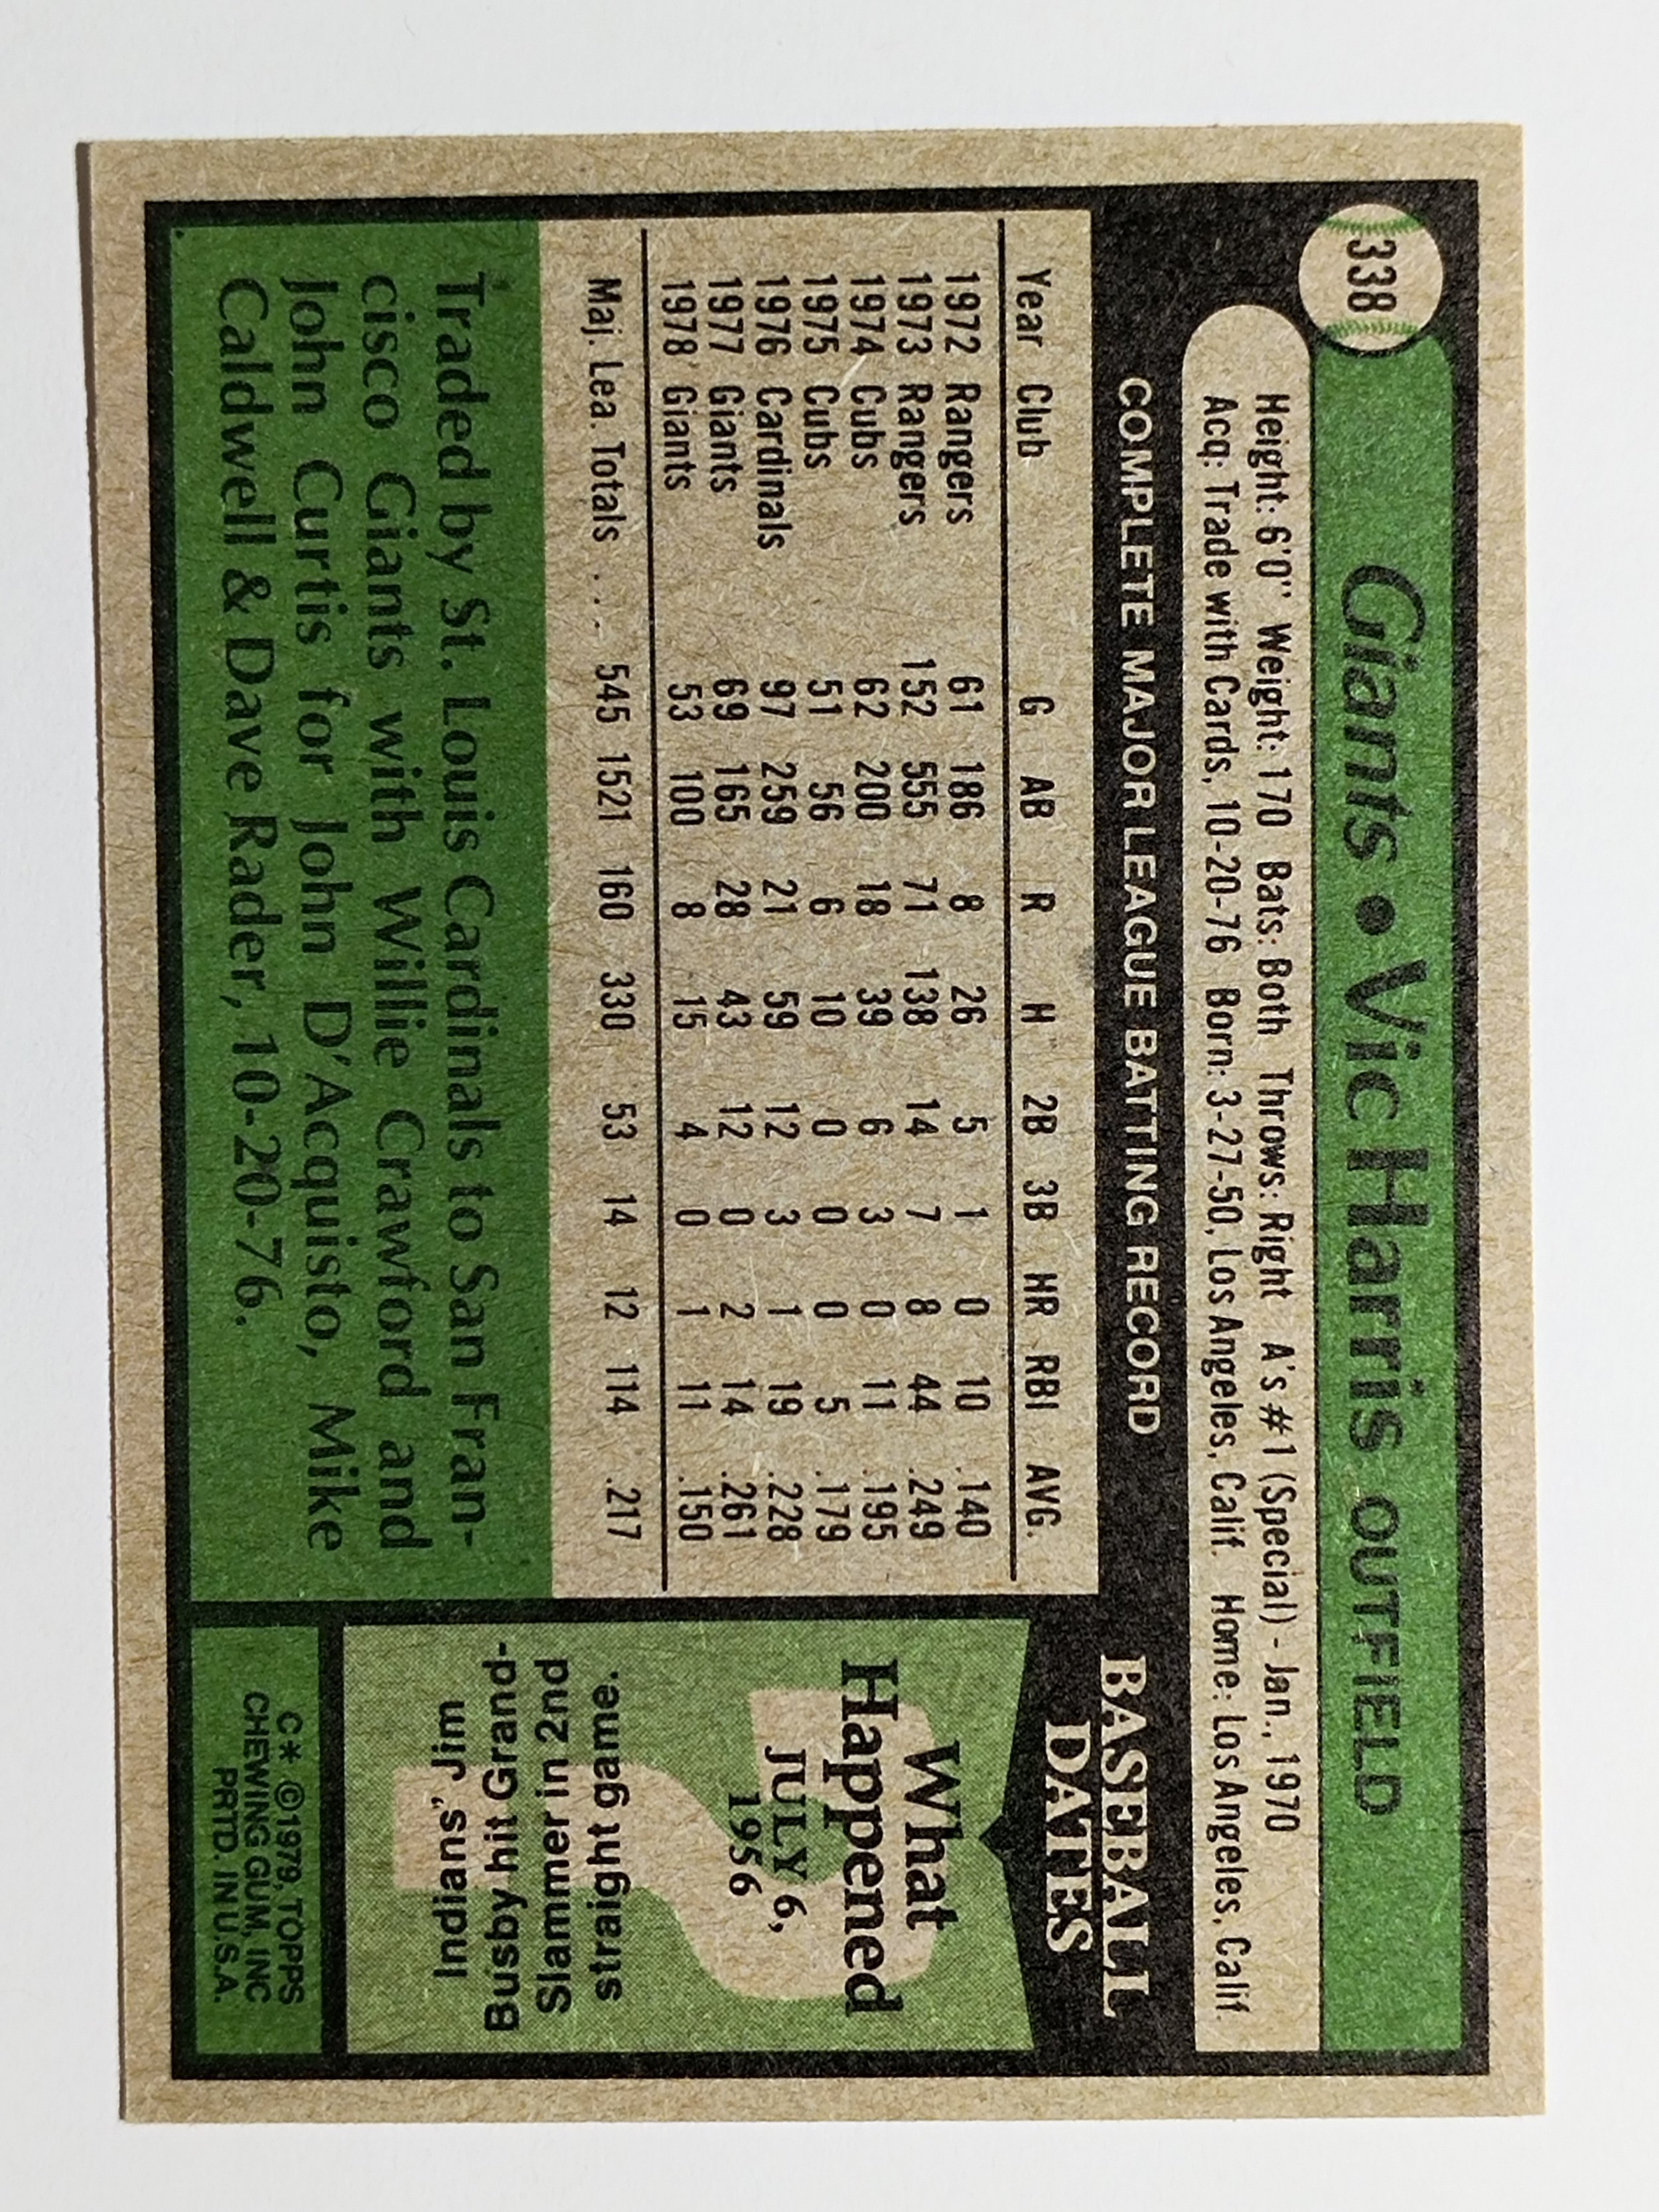 338
Giants • Vic Harris OUTFIELD
Height: 6'0" Weight: 170 Bats: Both Throws: Right A's #1 (Special) - Jan., 1970
Acq: Trade with Cards, 10-20-76 Born: 3-27-50, Los Angeles, Calif. Home: Los Angeles, Calif.
COMPLETE MAJOR LEAGUE BATTING RECORD
Year Club G AB R H 2B 3B HR RBI AVG.
1972 Rangers 61 186 8 26 5 1 0 10 .140
1973 Rangers 152 555 71 138 14 7 8 44 .249
1974 Cubs 62 200 18 39 6 3 0 11 .195
1975 Cubs 51 56 6 10 0 0 0 5 .179
1976 Cardinals 97 259 21 59 12 3 1 19 .228
1977 Giants 69 165 28 43 12 0 2 14 .261
1978 Giants 53 100 8 15 4 0 1 11 .150
Maj. Lea. Totals . . . 545 1521 160 330 53 14 12 114 .217
Traded by St. Louis Cardinals to San Fran-
cisco Giants with Willie Crawford and
John Curtis for John D'Acquisto, Mike
Caldwell & Dave Rader, 10-20-76.
BASEBALL
DATES
What
Happened
JULY 6,
1956
Indians' Jim
Busby hit Grand-
Slammer in 2nd
straight game.
C* ©1979, TOPPS
CHEWING GUM, INC
PRTD. IN U.S.A.